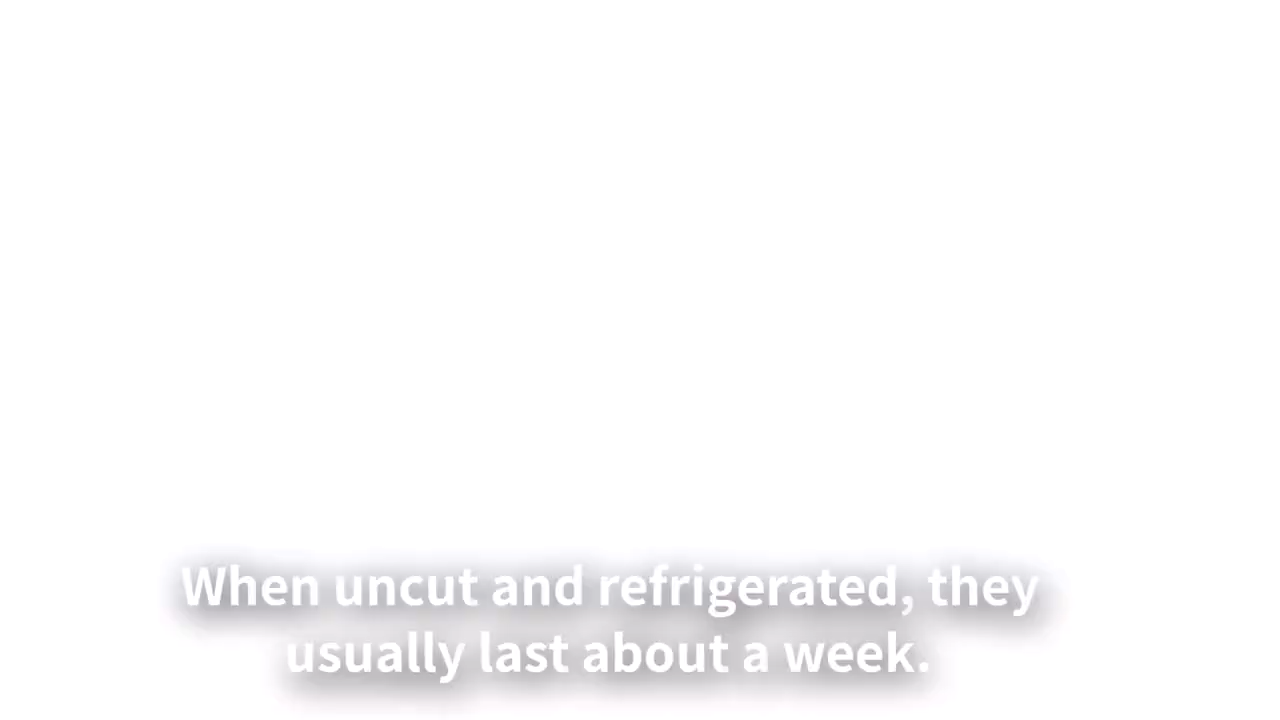 When uncut and refrigerated, they
usually last about a week.